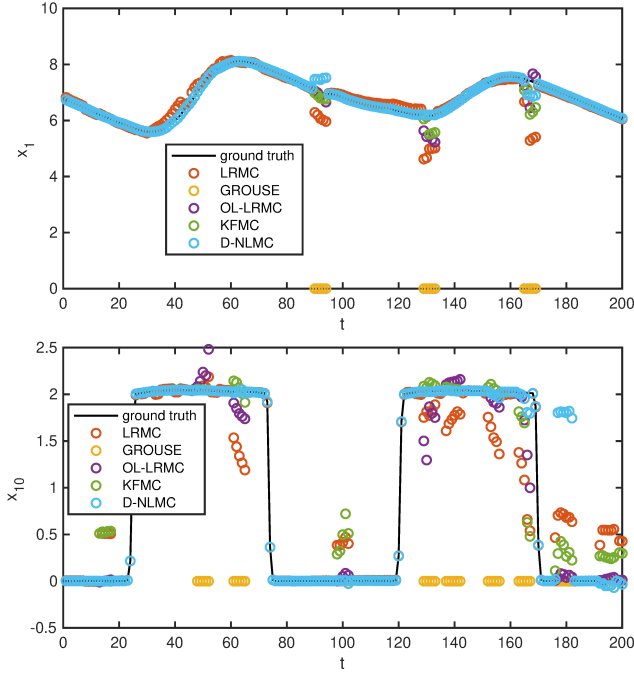 10
8
6
4
2
0
x1
ground truth
LRMC
GROUSE
OL-LRMC
KFMC
D-NLMC
0 20 40 60 80 100 120 140 160 180 200
t
2.5
2
1.5
1
0.5
0
-0.5
x10
ground truth
LRMC
GROUSE
OL-LRMC
KFMC
D-NLMC
0 20 40 60 80 100 120 140 160 180 200
t